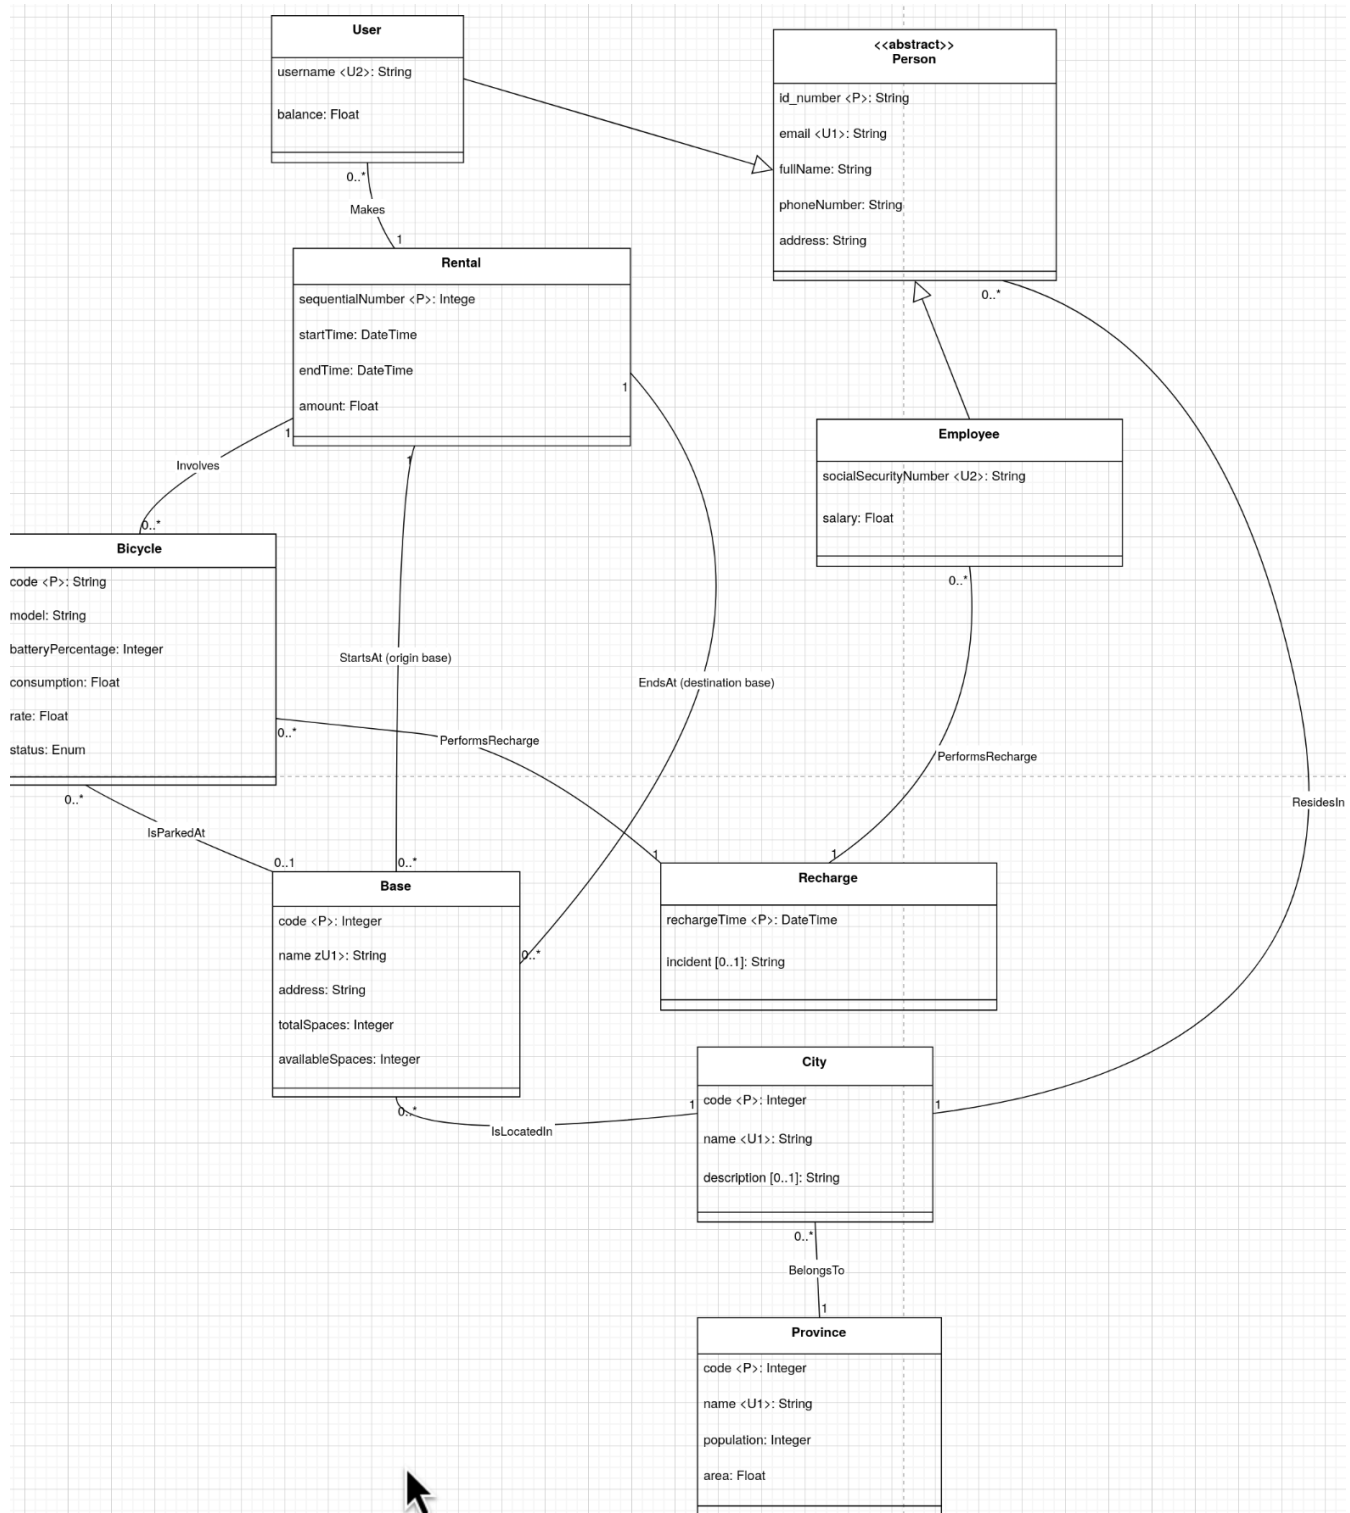 User
username <U2>: String
balance: Float
0..*
Makes
1
<<abstract>>
Person
id_number <P>: String
email <U1>: String
fullName: String
phoneNumber: String
address: String
0..*
Rental
sequentialNumber <P>: Intege
startTime: DateTime
endTime: DateTime
amount: Float
1
1
1
Involves
0..*
Employee
socialSecurityNumber <U2>: String
salary: Float
0..*
Bicycle
code <P>: String
model: String
batteryPercentage: Integer
consumption: Float
rate: Float
status: Enum
0..*
0..*
StartsAt (origin base)
EndsAt (destination base)
PerformsRecharge
PerformsRecharge
ResidesIn
IsParkedAt
0..1
0..*
1
1
Base
code <P>: Integer
name zU1>: String
address: String
totalSpaces: Integer
availableSpaces: Integer
0..*
0..*
Recharge
rechargeTime <P>: DateTime
incident [0..1]: String
IsLocatedIn
1
1
City
code <P>: Integer
name <U1>: String
description [0..1]: String
0..*
BelongsTo
1
Province
code <P>: Integer
name <U1>: String
population: Integer
area: Float